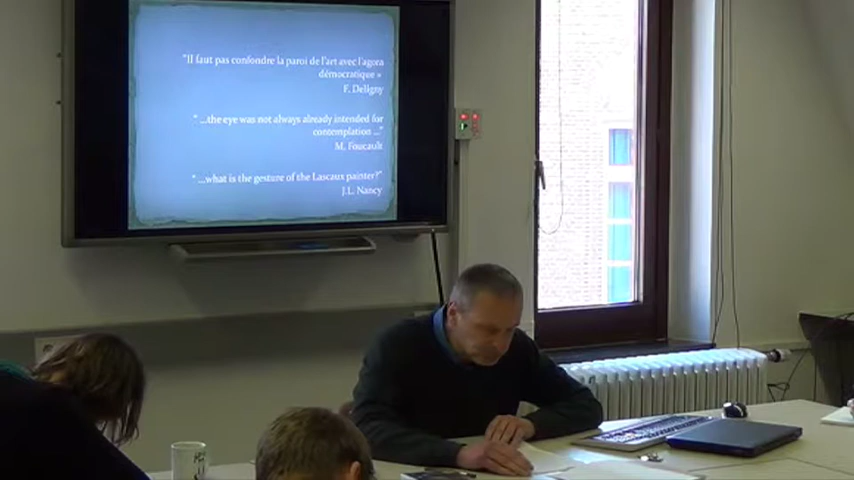 "Il faut pas confondre la paroi de l'art avec l'agora
démocratique »
F. Deligny
" ...the eye was not always already intended for
contemplation ..."
M. Foucault
" ...what is the gesture of the Lascaux painter?"
J.L. Nancy